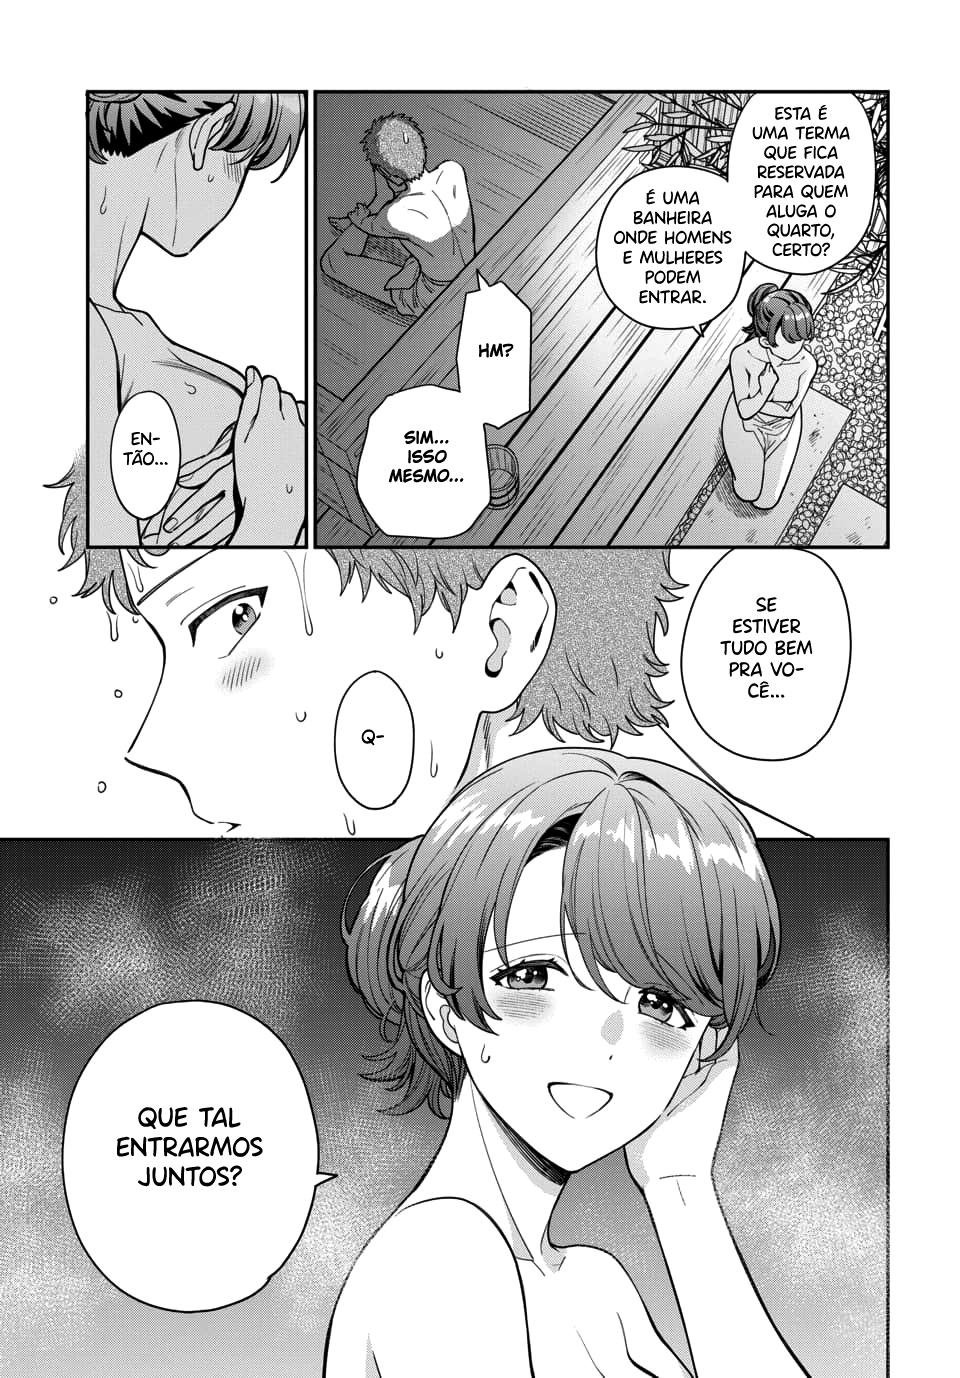 ESTA É
UMA TERMA
QUE FICA
RESERVADA
PARA QUEM
ALUGA O
QUARTO,
CERTO?
É UMA
BANHEIRA
ONDE HOMENS
E MULHERES
PODEM
ENTRAR.
HM?
SIM...
ISSO
MESMO...
EN-
TÃO...
SE
ESTIVER
TUDO BEM
PRA VO-
CÊ...
Q-
QUE TAL
ENTRARMOS
JUNTOS?